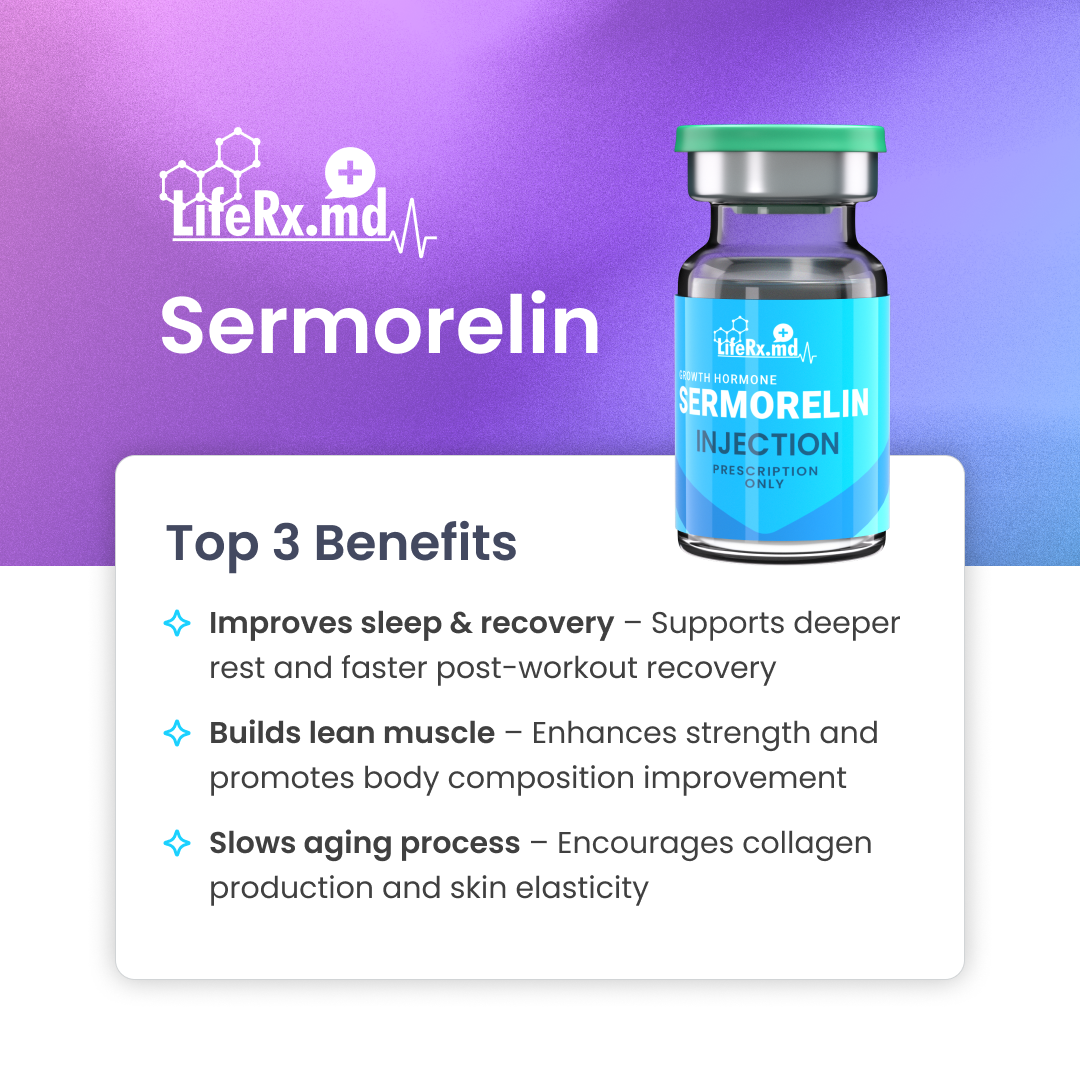 LifeRx.md
Sermorelin
LifeRx.md
GROWTH HORMONE
SERMORELIN
INJECTION
PRESCRIPTION
ONLY
Top 3 Benefits
Improves sleep & recovery – Supports deeper
rest and faster post-workout recovery
Builds lean muscle – Enhances strength and
promotes body composition improvement
Slows aging process – Encourages collagen
production and skin elasticity